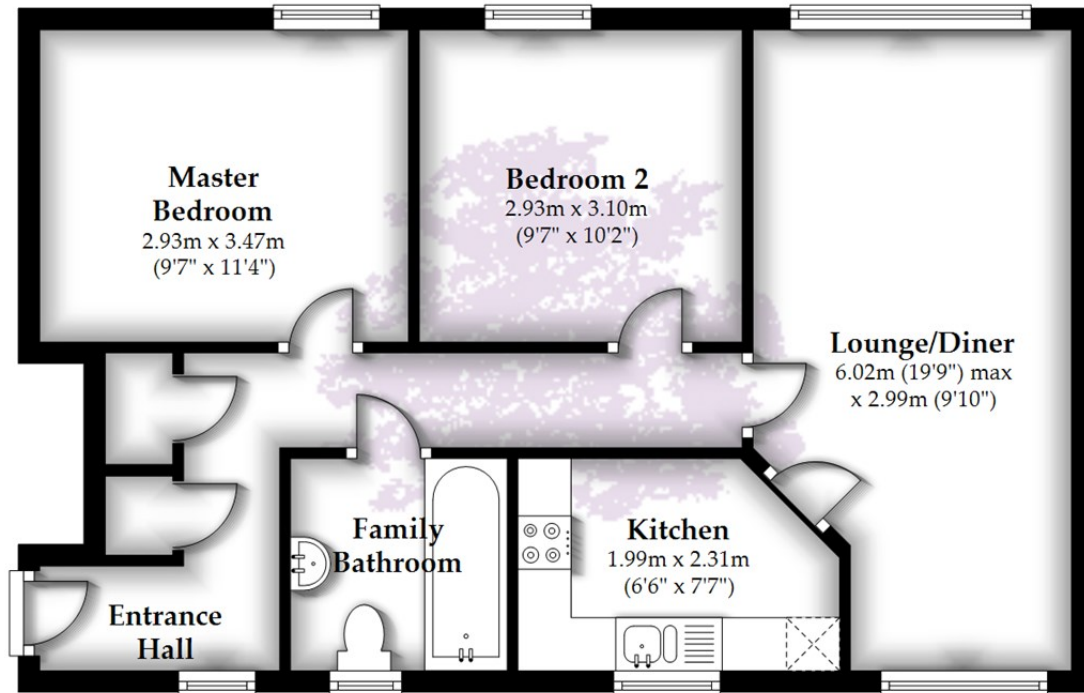 Master
Bedroom
2.93m x 3.47m
(9'7" x 11'4")
Bedroom 2
2.93m x 3.10m
(9'7" x 10'2")
Lounge/Diner
6.02m (19'9") max
x 2.99m (9'10")
Family
Bathroom
Kitchen
1.99m x 2.31m
(6'6" x 7'7")
Entrance
Hall